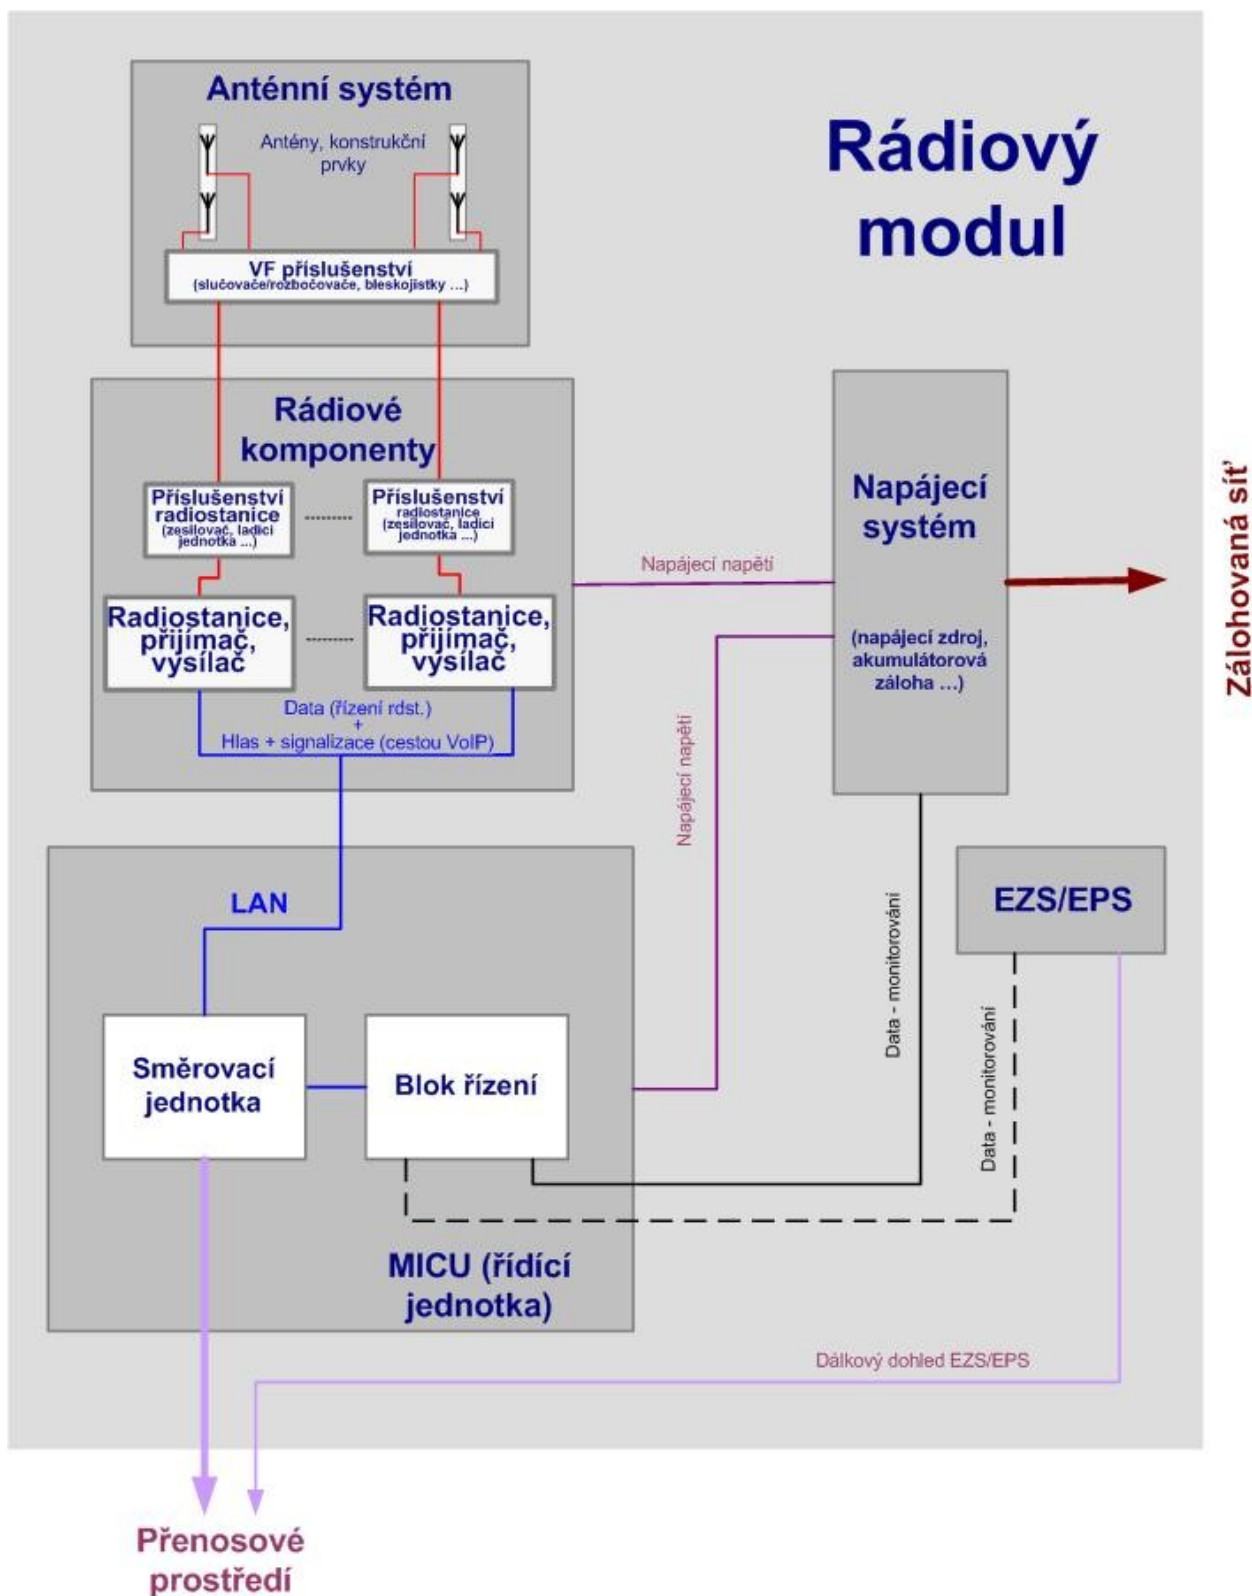 Anténní systém
Antény, konstrukční
prvky
VF příslušenství
(slučovače/rozbočovače, bleskojistky ...)
Rádiový
modul
Rádiové
komponenty
Příslušenství
radiostanice
(zesilovač, ladící
jednotka ...)
Příslušenství
radiostanice
(zesilovač, ladící
jednotka ...)
Radiostanice,
přijímač,
vysílač
Radiostanice,
přijímač,
vysílač
Data (řízení rdst.)
+
Hlas + signalizace (cestou VoIP)
Napájecí napětí
Napájecí
systém
(napájecí zdroj,
akumulátorová
záloha ...)
Zálohovaná síť
Napájecí napětí
LAN
Směrovací
jednotka
Blok řízení
MICU (řídící
jednotka)
Data - monitorování
EZS/EPS
Data - monitorování
Dálkový dohled EZS/EPS
Přenosové
prostředí